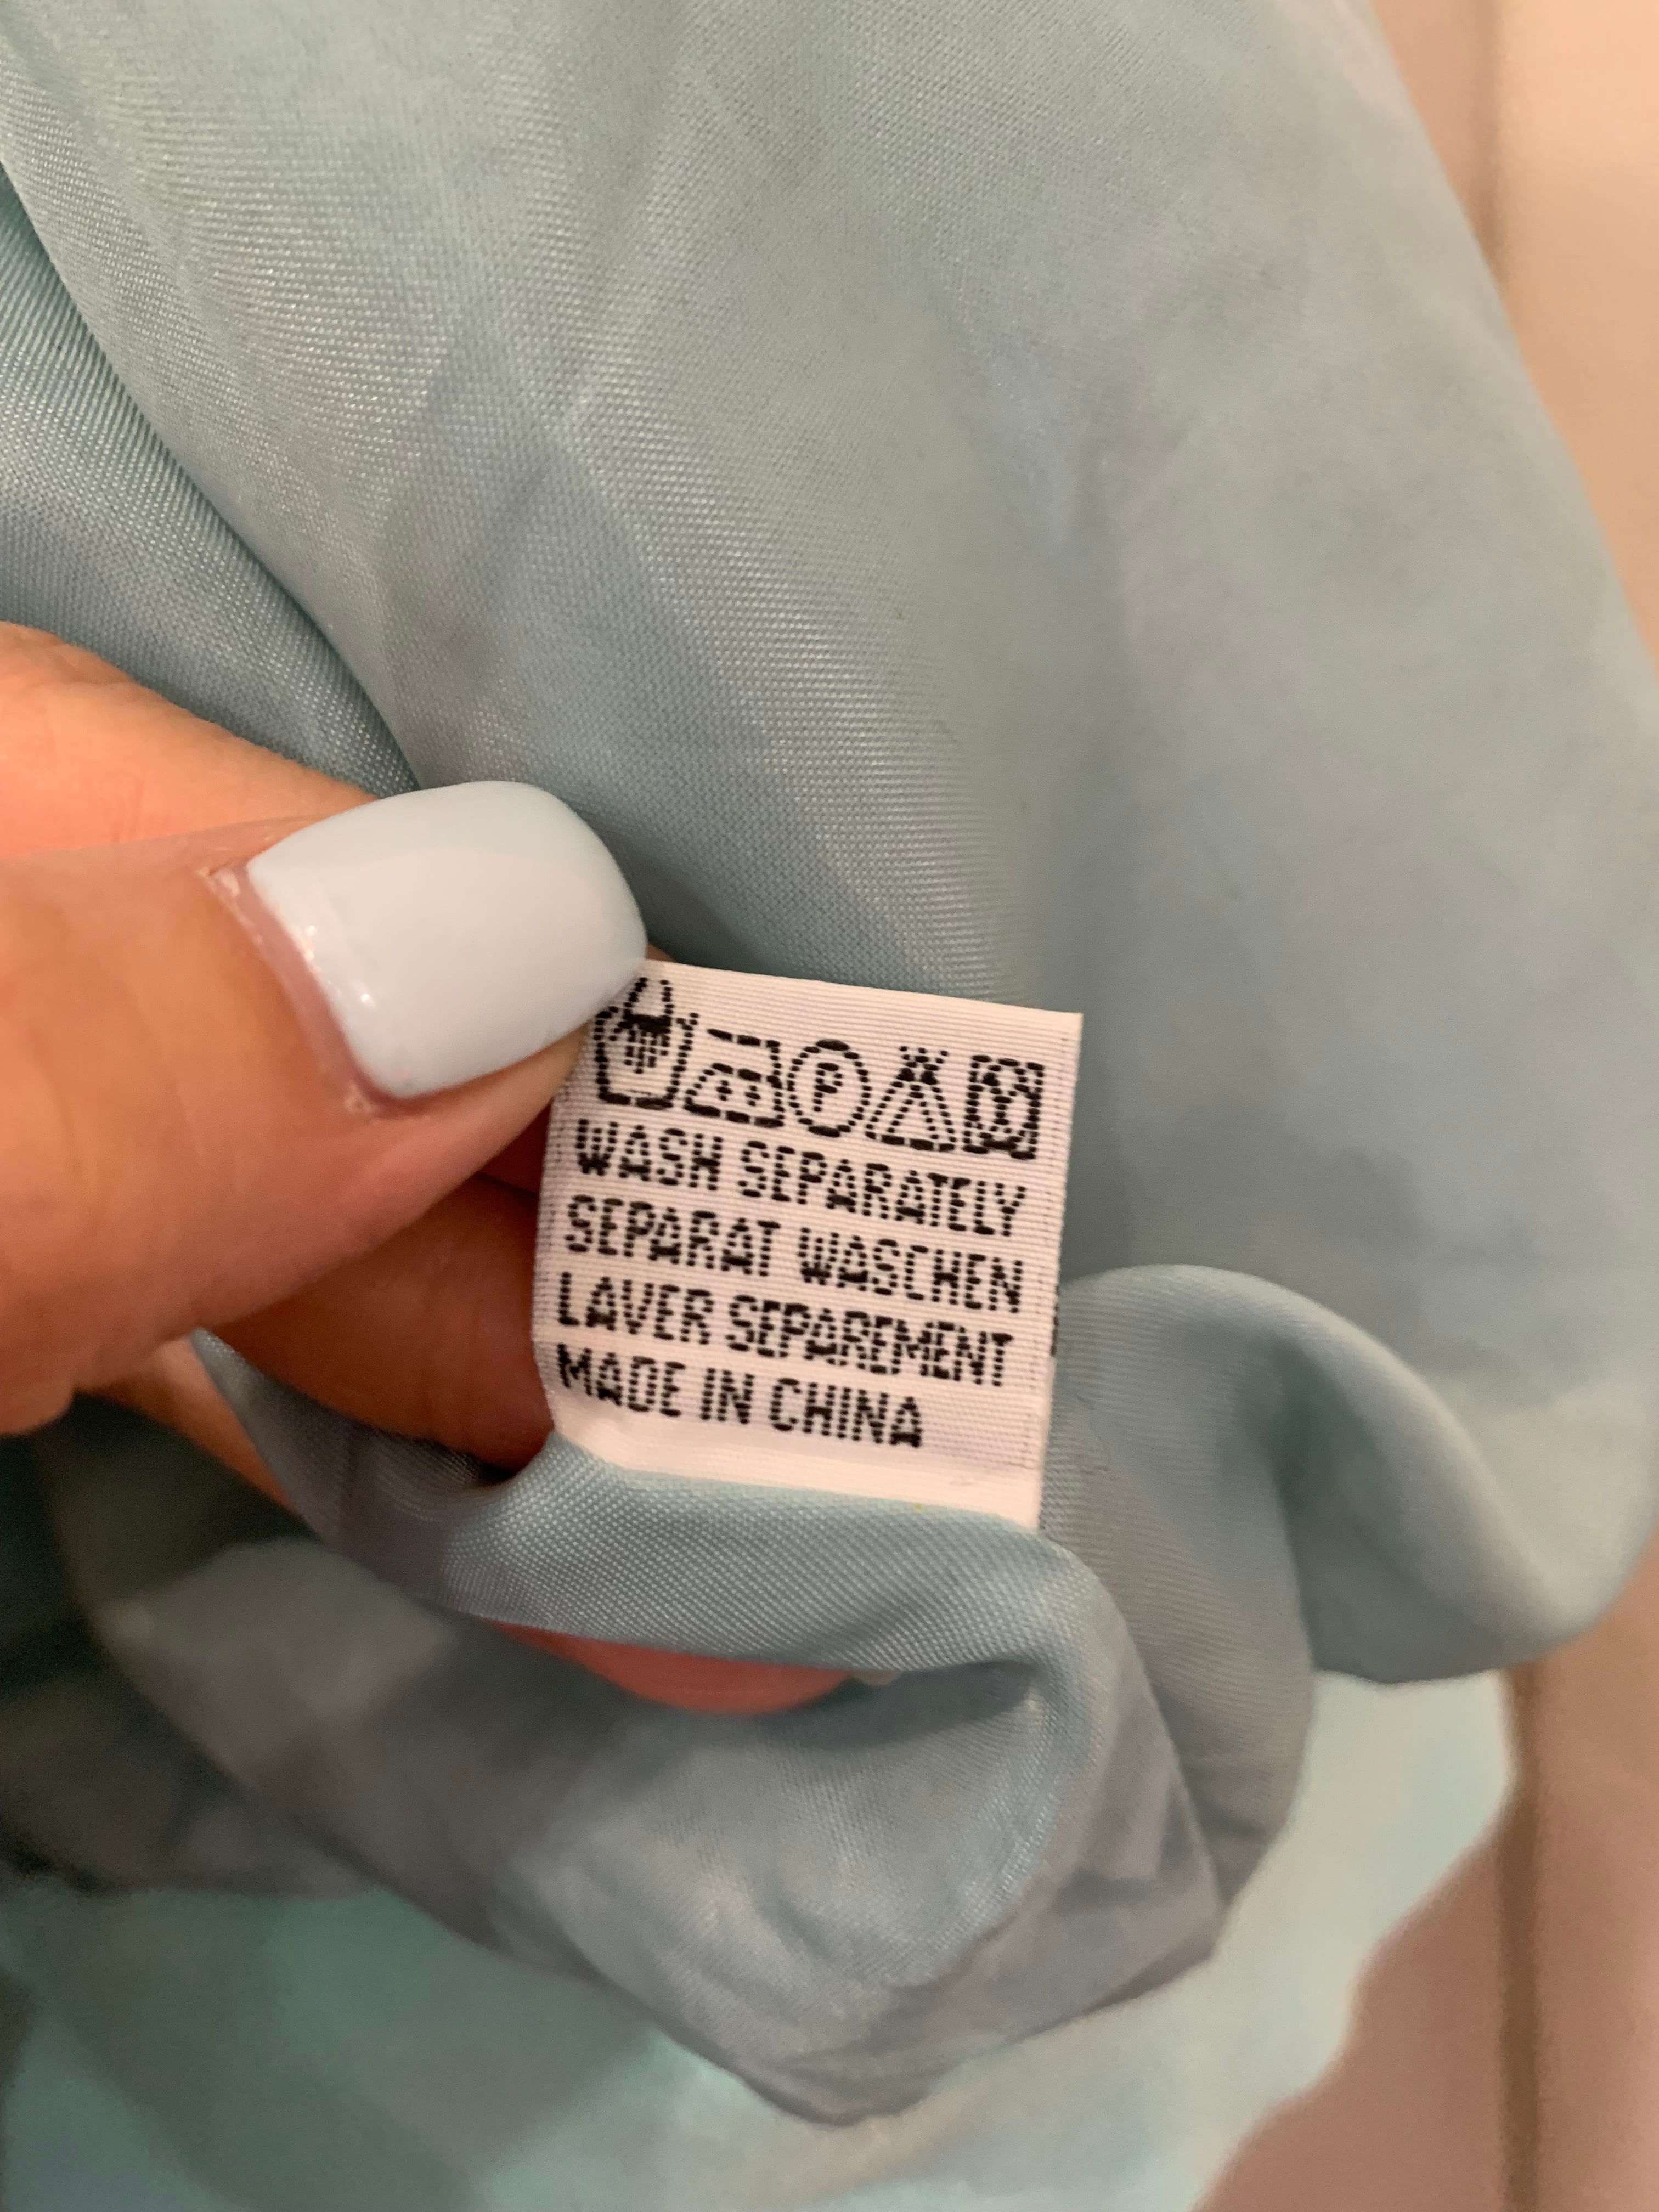 P
WASH SEPARATELY
SEPARAT WASCHEN
LAVER SEPAREMENT
MADE IN CHINA